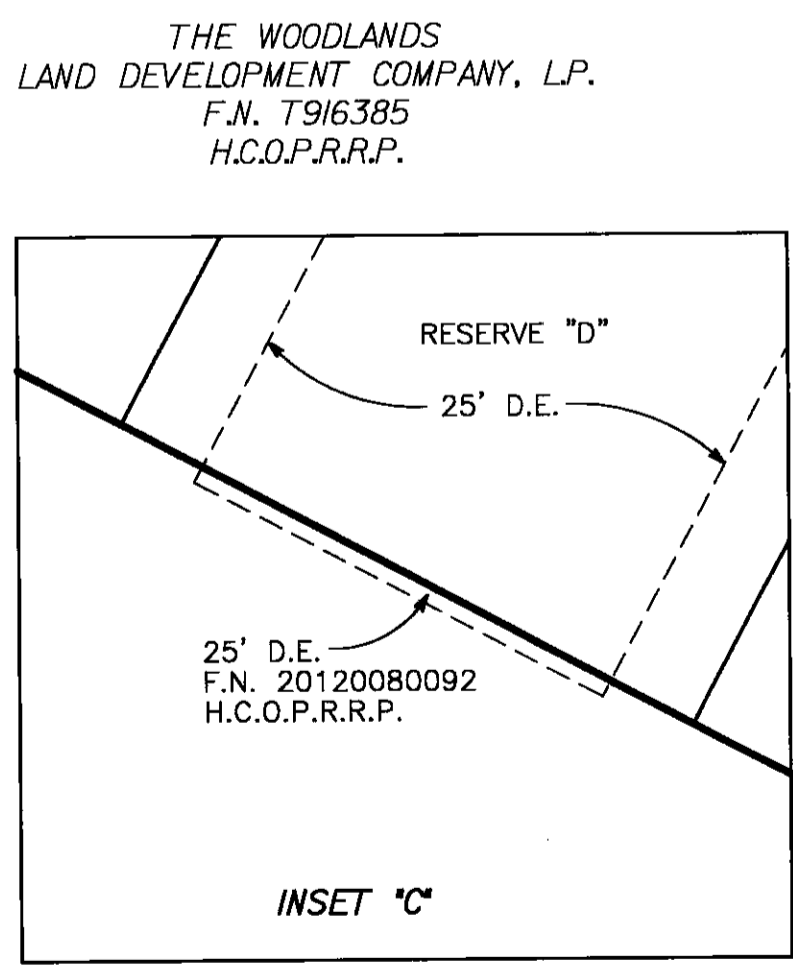 THE WOODLANDS
LAND DEVELOPMENT COMPANY, L.P.
F.N. T916385
H.C.O.P.R.R.P.
RESERVE "D"
25' D.E.
25' D.E.
F.N. 20120080092
H.C.O.P.R.R.P.
INSET "C"